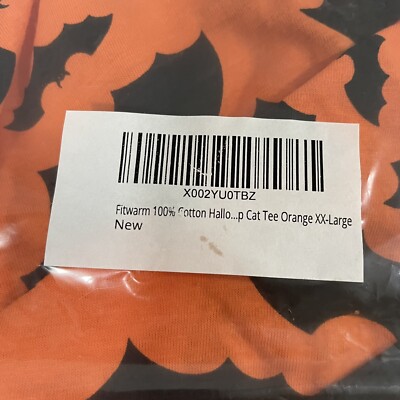 X002YU0TBZ
Fitwarm 100% Cotton Hallo...p Cat Tee Orange XX-Large
New